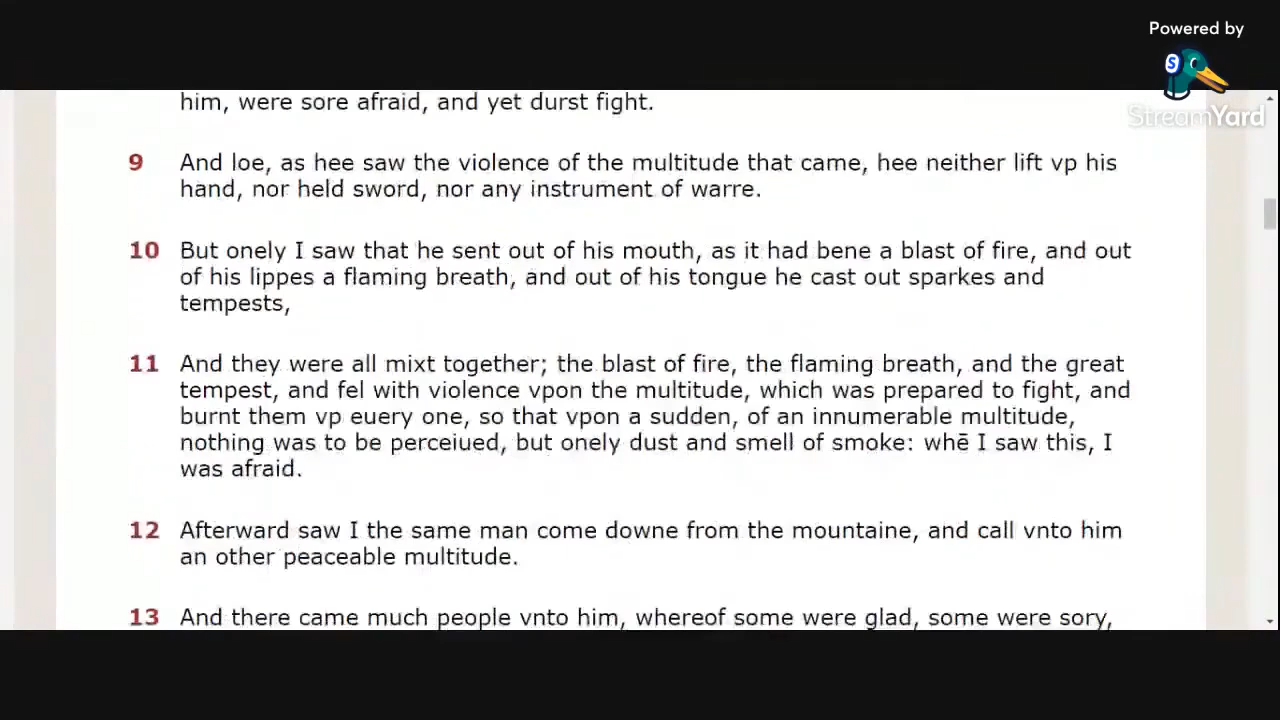 Powered by
S
StreamYard
him, were sore afraid, and yet durst fight.
9 And loe, as hee saw the violence of the multitude that came, hee neither lift vp his
hand, nor held sword, nor any instrument of warre.
10 But onely I saw that he sent out of his mouth, as it had bene a blast of fire, and out
of his lippes a flaming breath, and out of his tongue he cast out sparkes and
tempests,
11 And they were all mixt together; the blast of fire, the flaming breath, and the great
tempest, and fel with violence vpon the multitude, which was prepared to fight, and
burnt them vp euery one, so that vpon a sudden, of an innumerable multitude,
nothing was to be perceiued, but onely dust and smell of smoke: whē I saw this, I
was afraid.
12 Afterward saw I the same man come downe from the mountaine, and call vnto him
an other peaceable multitude.
13 And there came much people vnto him, whereof some were glad, some were sory,